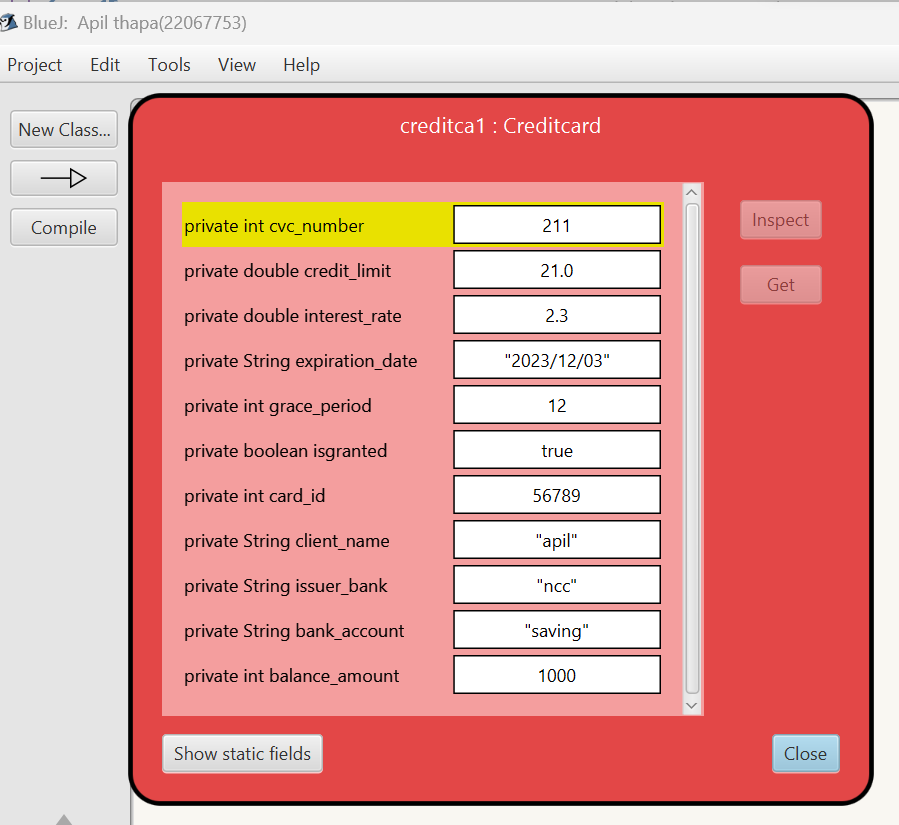 BlueJ: Apil thapa(22067753)
Project Edit Tools View Help
New Class...
Compile
creditca1 : Creditcard
private int cvc_number 211
private double credit_limit 21.0
private double interest_rate 2.3
private String expiration_date "2023/12/03"
private int grace_period 12
private boolean isgranted true
private int card_id 56789
private String client_name "apil"
private String issuer_bank "ncc"
private String bank_account "saving"
private int balance_amount 1000
Inspect
Get
Show static fields
Close